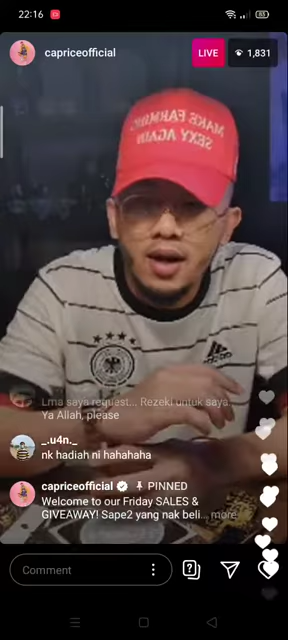 22:16
83
capriceofficial
LIVE
1,831
MAKE FARMING
SEXY AGAIN
adidas
Lma saya request... Rezeki untuk saya
Ya Allah, please
_.u4n._
nk hadiah ni hahahaha
capriceofficial PINNED
Welcome to our Friday SALES &
GIVEAWAY! Sape2 yang nak beli... more
Comment